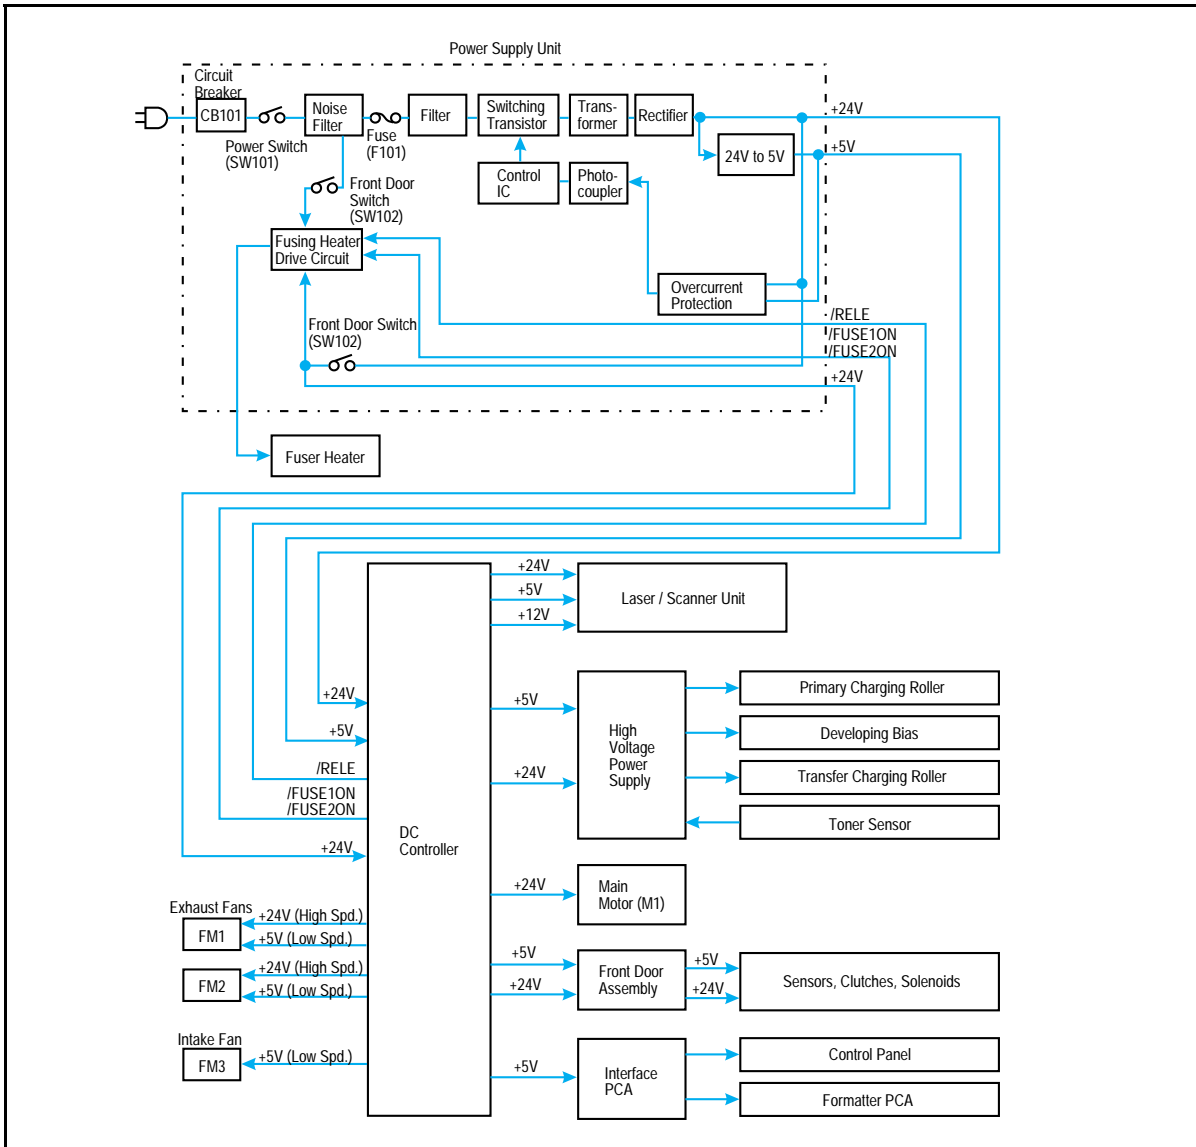 Power Supply Unit
Circuit
Breaker
CB101
Power Switch
(SW101)
Noise
Filter
Fuse
(F101)
Filter
Switching
Transistor
Trans-
former
Rectifier
+24V
+5V
24V to 5V
Control
IC
Photo-
coupler
Front Door
Switch
(SW102)
Fusing Heater
Drive Circuit
Overcurrent
Protection
Front Door Switch
(SW102)
/RELE
/FUSE1ON
/FUSE2ON
+24V
Fuser Heater
DC
Controller
+24V
+5V
+12V
Laser / Scanner Unit
+24V
+5V
/RELE
/FUSE1ON
/FUSE2ON
+24V
+5V
+24V
High
Voltage
Power
Supply
Primary Charging Roller
Developing Bias
Transfer Charging Roller
Toner Sensor
+24V
Main
Motor (M1)
Exhaust Fans
FM1
+24V (High Spd.)
+5V (Low Spd.)
FM2
+24V (High Spd.)
+5V (Low Spd.)
Intake Fan
FM3
+5V (Low Spd.)
+5V
+24V
Front Door
Assembly
+5V
+24V
Sensors, Clutches, Solenoids
+5V
Interface
PCA
Control Panel
Formatter PCA